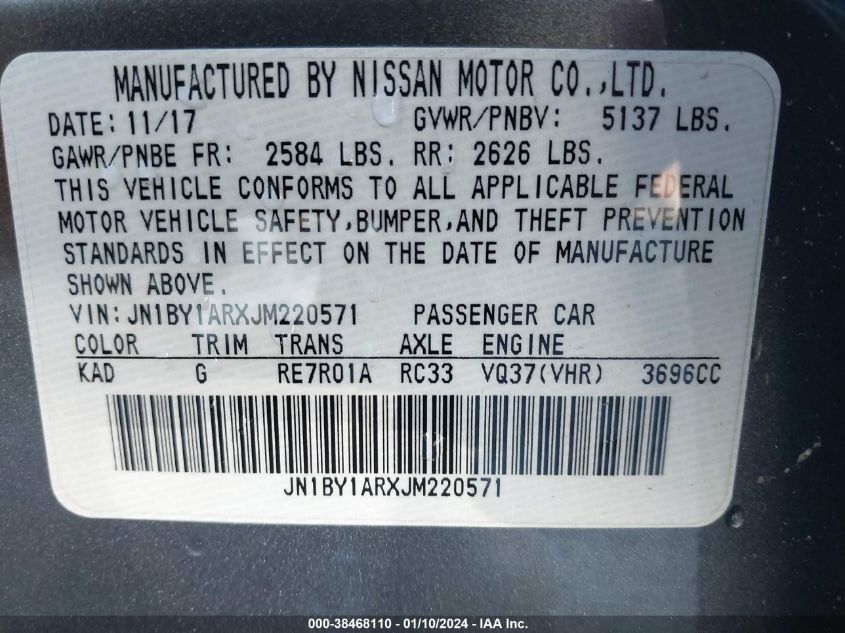 MANUFACTURED BY NISSAN MOTOR CO.,LTD.
DATE: 11/17 GVWR/PNBV: 5137 LBS.
GAWR/PNBE FR: 2584 LBS. RR: 2626 LBS.
THIS VEHICLE CONFORMS TO ALL APPLICABLE FEDERAL
MOTOR VEHICLE SAFETY,BUMPER,AND THEFT PREVENTION
STANDARDS IN EFFECT ON THE DATE OF MANUFACTURE
SHOWN ABOVE.
VIN: JN1BY1ARXJM220571 PASSENGER CAR
COLOR TRIM TRANS AXLE ENGINE
KAD G RE7R01A RC33 VQ37(VHR) 3696CC
JN1BY1ARXJM220571
000-38468110 - 01/10/2024 - IAA Inc.